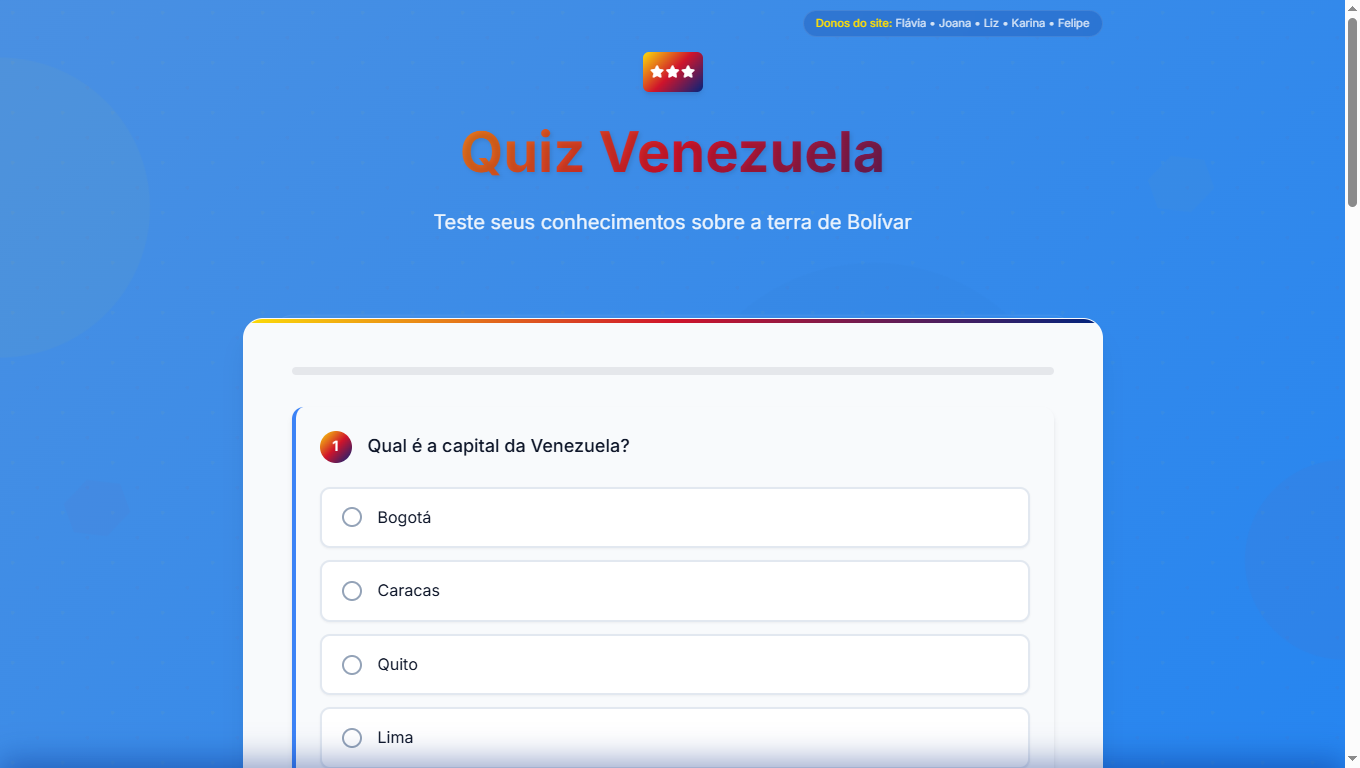 Donos do site: Flávia • Joana • Liz • Karina • Felipe
Quiz Venezuela
Teste seus conhecimentos sobre a terra de Bolívar
1 Qual é a capital da Venezuela?
Bogotá
Caracas
Quito
Lima